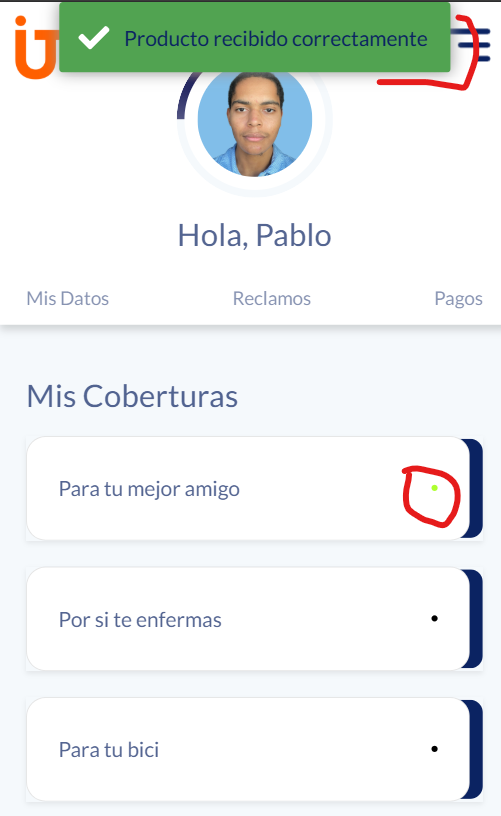 Producto recibido correctamente
Hola, Pablo
Mis Datos Reclamos Pagos
Mis Coberturas
Para tu mejor amigo
Por si te enfermas
Para tu bici